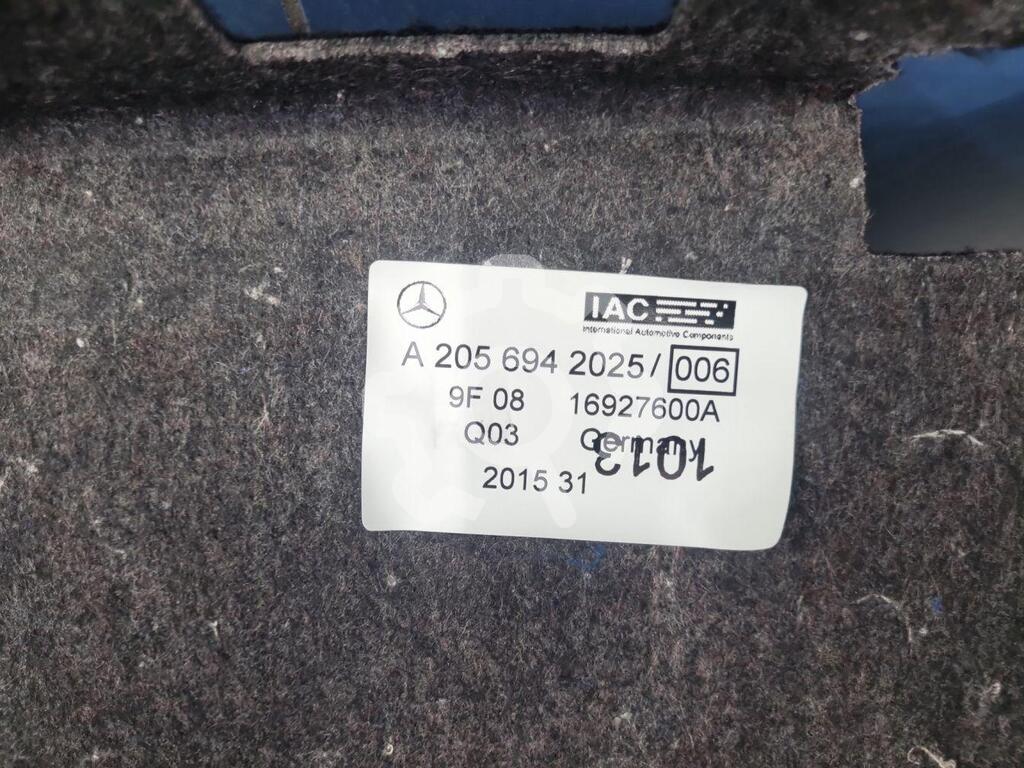 IAC
International Automotive Components
A 205 694 2025/ 006
9F 08 16927600A
Q03 Germany
1013
2015 31